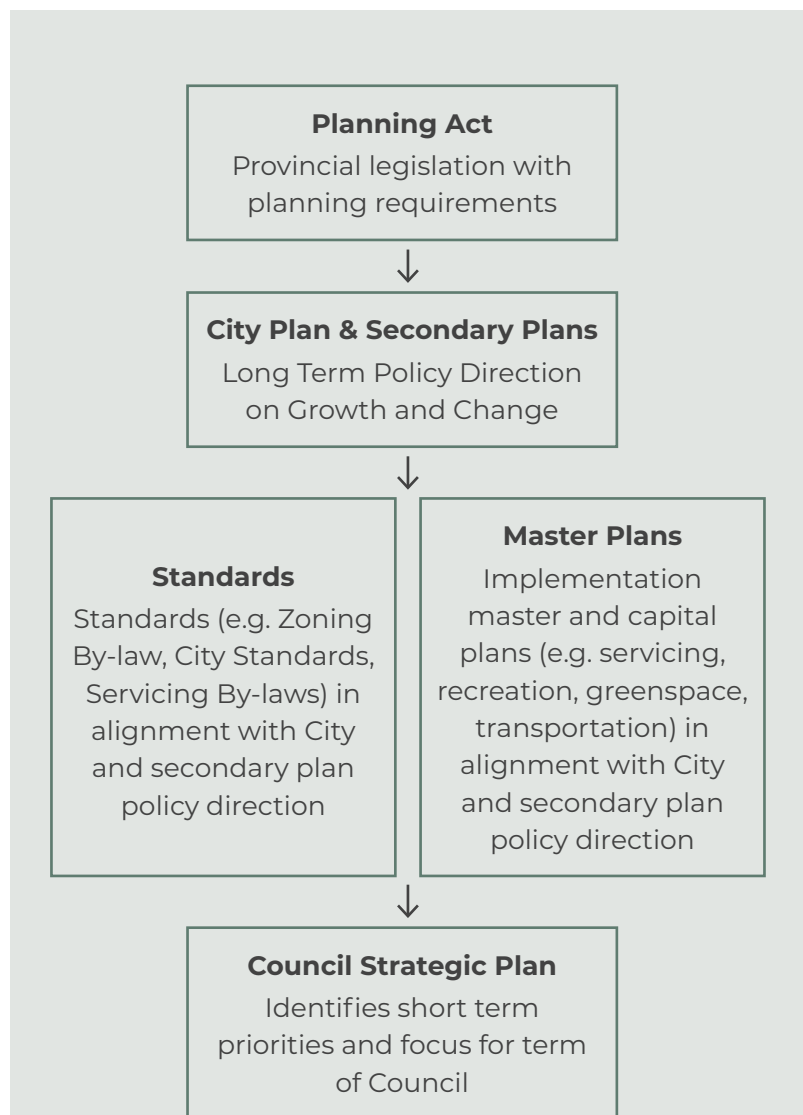 Planning Act
Provincial legislation with
planning requirements
City Plan & Secondary Plans
Long Term Policy Direction
on Growth and Change
Standards
Standards (e.g. Zoning
By-law, City Standards,
Servicing By-laws) in
alignment with City
and secondary plan
policy direction
Master Plans
Implementation
master and capital
plans (e.g. servicing,
recreation, greenspace,
transportation) in
alignment with City
and secondary plan
policy direction
Council Strategic Plan
Identifies short term
priorities and focus for term
of Council